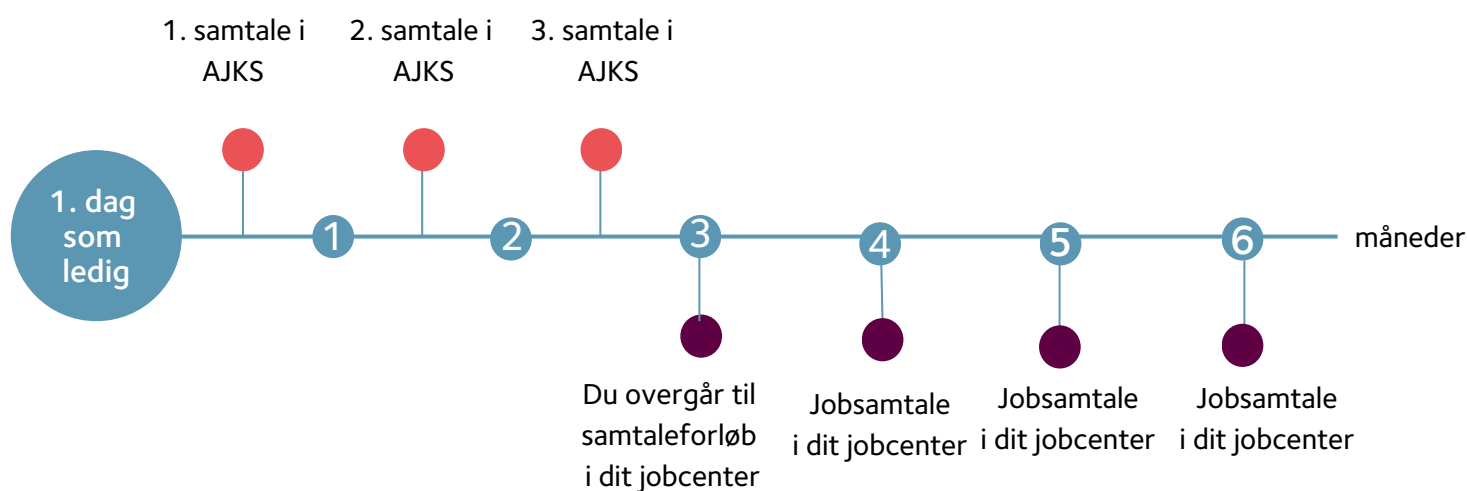 1. samtale i
AJKS
2. samtale i
AJKS
3. samtale i
AJKS
1. dag
som
ledig
1
2
3
4
5
6
måneder
Du overgår til
samtaleforløb
i dit jobcenter
Jobsamtale
i dit jobcenter
Jobsamtale
i dit jobcenter
Jobsamtale
i dit jobcenter